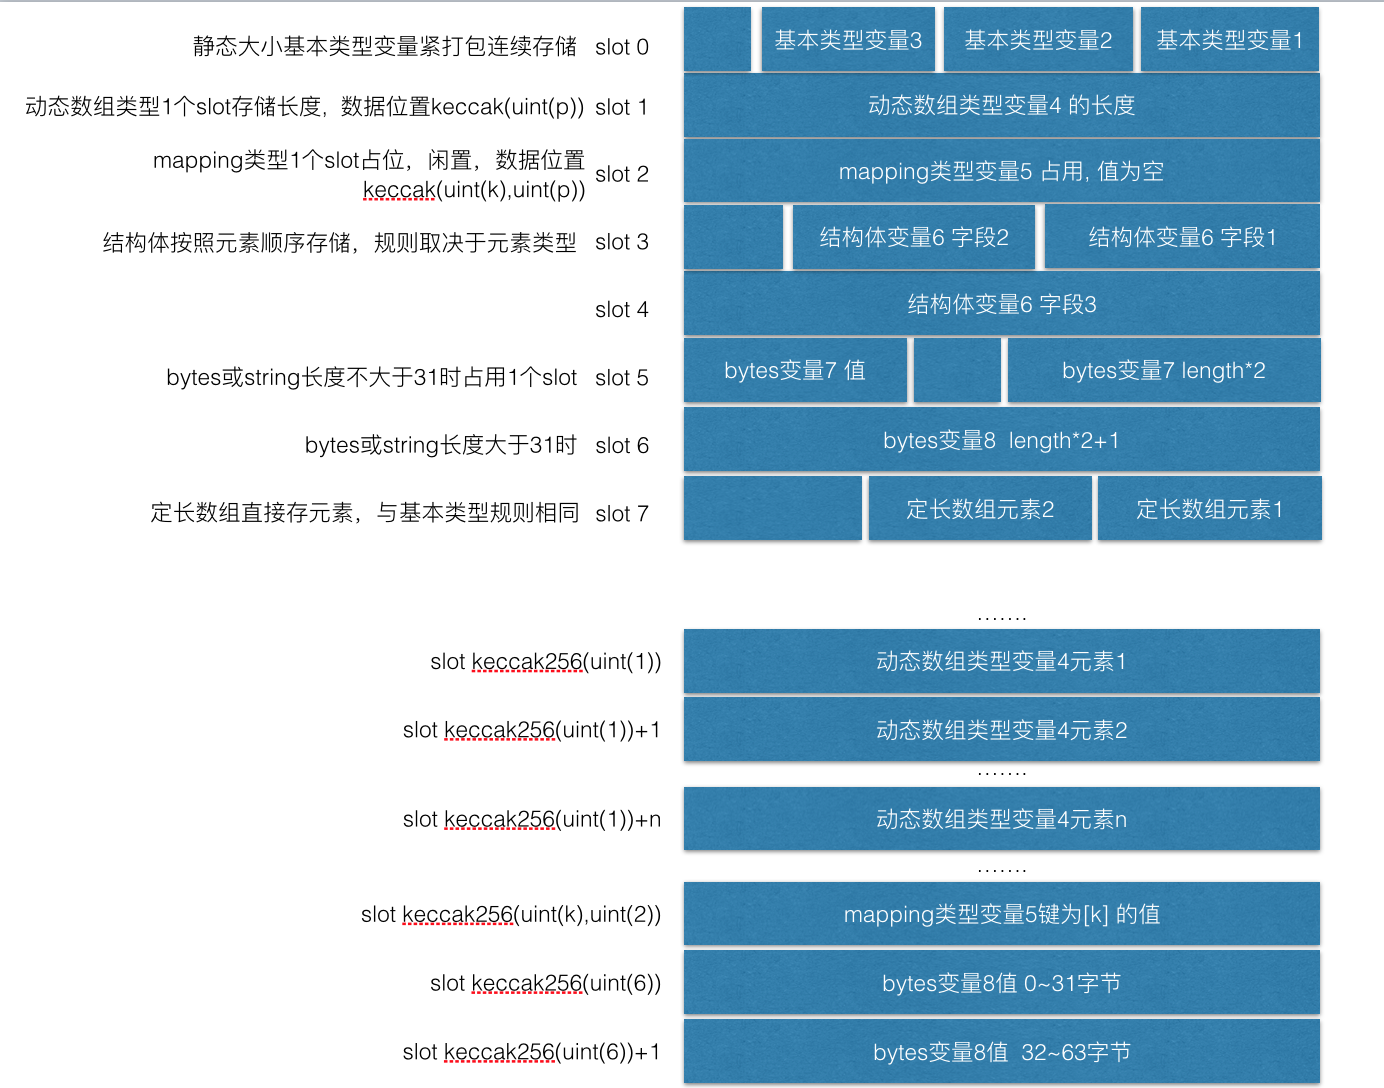 静态大小基本类型变量紧打包连续存储 slot 0 基本类型变量3 基本类型变量2 基本类型变量1
动态数组类型1个slot存储长度，数据位置keccak(uint(p)) slot 1 动态数组类型变量4 的长度
mapping类型1个slot占位，闲置，数据位置
keccak(uint(k),uint(p)) slot 2 mapping类型变量5 占用, 值为空
结构体按照元素顺序存储，规则取决于元素类型 slot 3 结构体变量6 字段2 结构体变量6 字段1
slot 4 结构体变量6 字段3
bytes或string长度不大于31时占用1个slot slot 5 bytes变量7 值 bytes变量7 length*2
bytes或string长度大于31时 slot 6 bytes变量8 length*2+1
定长数组直接存元素，与基本类型规则相同 slot 7 定长数组元素2 定长数组元素1
.......
slot keccak256(uint(1)) 动态数组类型变量4元素1
slot keccak256(uint(1))+1 动态数组类型变量4元素2
.......
slot keccak256(uint(1))+n 动态数组类型变量4元素n
.......
slot keccak256(uint(k),uint(2)) mapping类型变量5键为[k] 的值
slot keccak256(uint(6)) bytes变量8值 0~31字节
slot keccak256(uint(6))+1 bytes变量8值 32~63字节